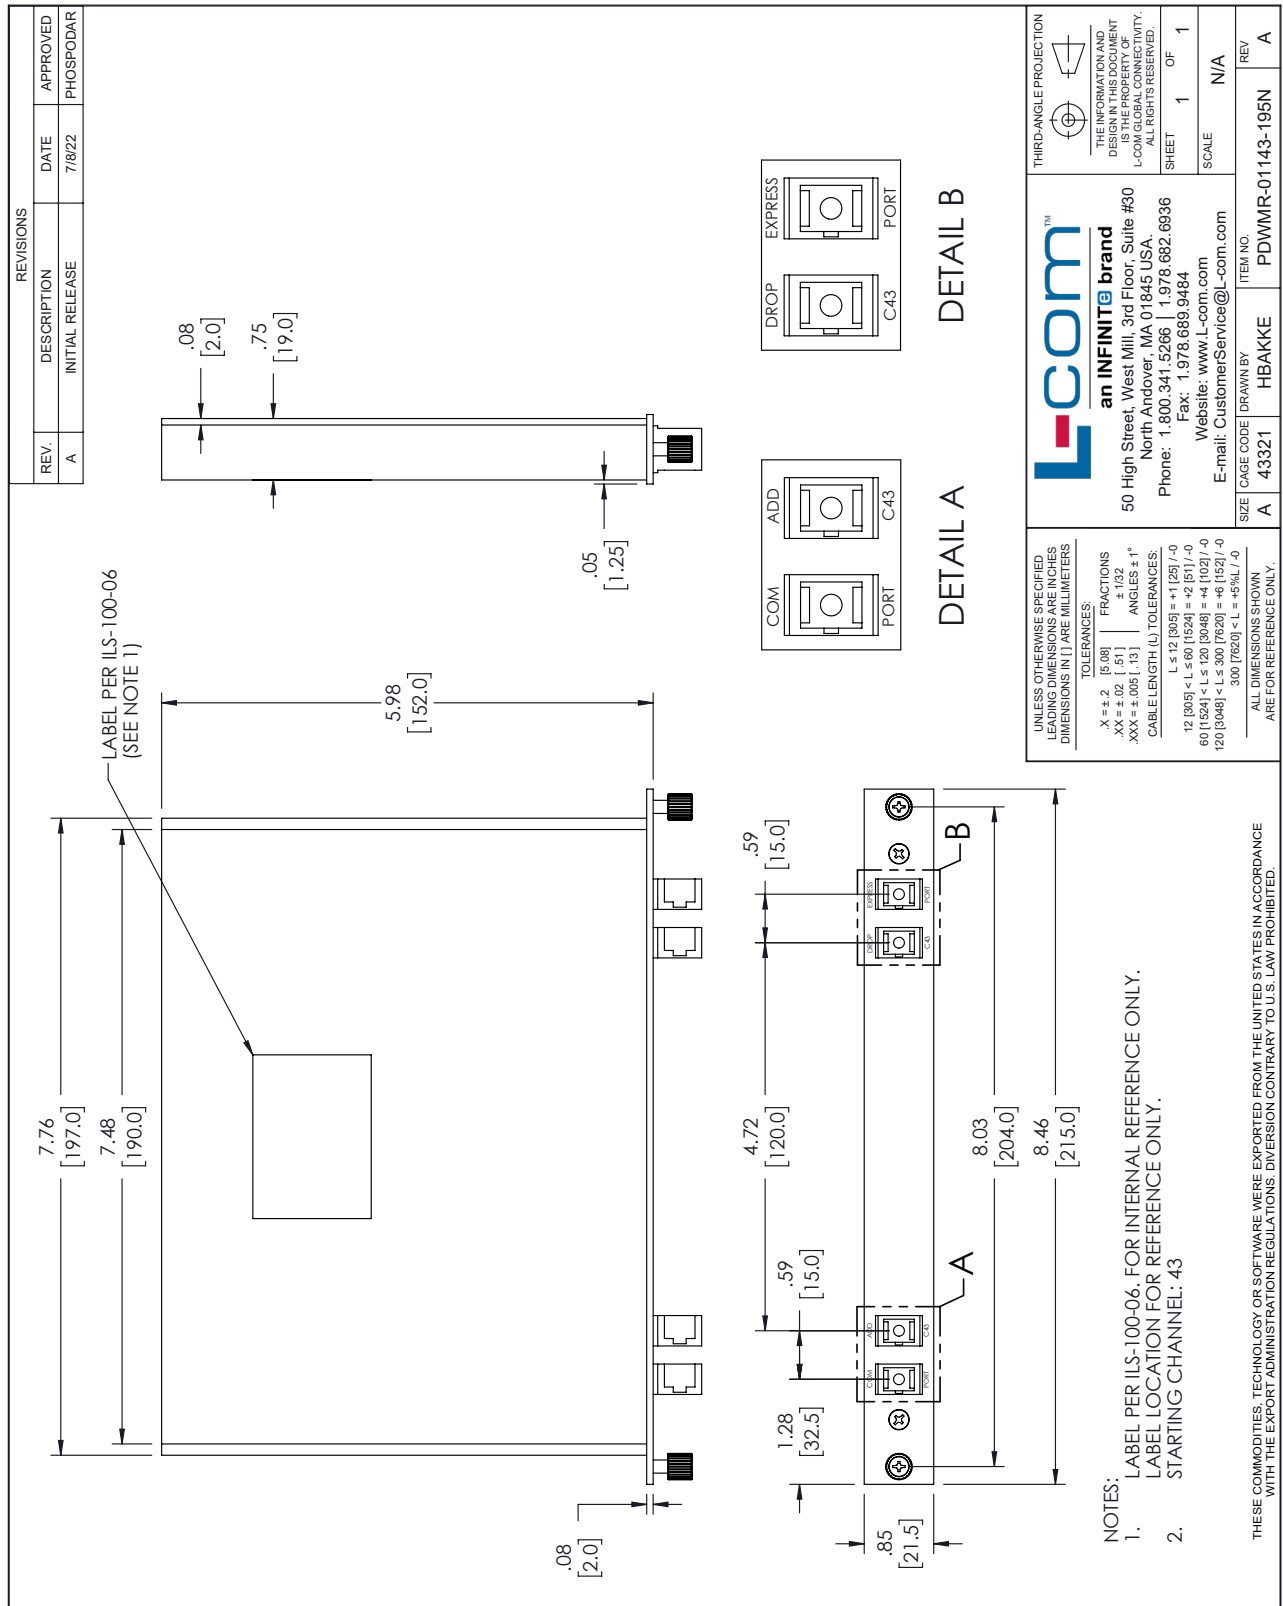 REVISIONS
REV. DESCRIPTION DATE APPROVED
A INITIAL RELEASE 7/8/22 PHOSPODAR
7.76
[197.0]
7.48
[190.0]
LABEL PER ILS-100-06
(SEE NOTE 1)
5.98
[152.0]
.08
[2.0]
.08
[2.0]
.75
[19.0]
.05
[1.25]
1.28
[32.5]
.59
[15.0]
4.72
[120.0]
.59
[15.0]
.85
[21.5]
COM ADD
PORT C43
DROP EXPRESS
C43 PORT
A
B
8.03
[204.0]
8.46
[215.0]
COM ADD
PORT C43
DETAIL A
DROP EXPRESS
C43 PORT
DETAIL B
NOTES:
1. LABEL PER ILS-100-06. FOR INTERNAL REFERENCE ONLY.
LABEL LOCATION FOR REFERENCE ONLY.
2. STARTING CHANNEL: 43
THESE COMMODITIES, TECHNOLOGY OR SOFTWARE WERE EXPORTED FROM THE UNITED STATES IN ACCORDANCE
WITH THE EXPORT ADMINISTRATION REGULATIONS. DIVERSION CONTRARY TO U.S. LAW PROHIBITED.
UNLESS OTHERWISE SPECIFIED
LEADING DIMENSIONS ARE INCHES
DIMENSIONS IN [ ] ARE MILLIMETERS
TOLERANCES:
.X = ± .2 [5.08] FRACTIONS
.XX = ± .02 [ .51] ± 1/32
.XXX = ± .005 [ .13] ANGLES ± 1°
CABLE LENGTH (L) TOLERANCES:
L ≤ 12 [305] = +1 [25] / -0
12 [305] < L ≤ 60 [1524] = +2 [51] / -0
60 [1524] < L ≤ 120 [3048] = +4 [102] / -0
120 [3048] < L ≤ 300 [7620] = +6 [152] / -0
300 [7620] < L = +5%L / -0
ALL DIMENSIONS SHOWN
ARE FOR REFERENCE ONLY.
L-com™
an INFINITe brand
50 High Street, West Mill, 3rd Floor, Suite #30
North Andover, MA 01845 USA.
Phone: 1.800.341.5266 | 1.978.682.6936
Fax: 1.978.689.9484
Website: www.L-com.com
E-mail: CustomerService@L-com.com
THIRD-ANGLE PROJECTION
THE INFORMATION AND
DESIGN IN THIS DOCUMENT
IS THE PROPERTY OF
L-COM GLOBAL CONNECTIVITY.
ALL RIGHTS RESERVED.
SHEET 1 OF 1
SCALE N/A
SIZE CAGE CODE DRAWN BY ITEM NO. REV
A 43321 HBAKKE PDWMR-01143-195N A